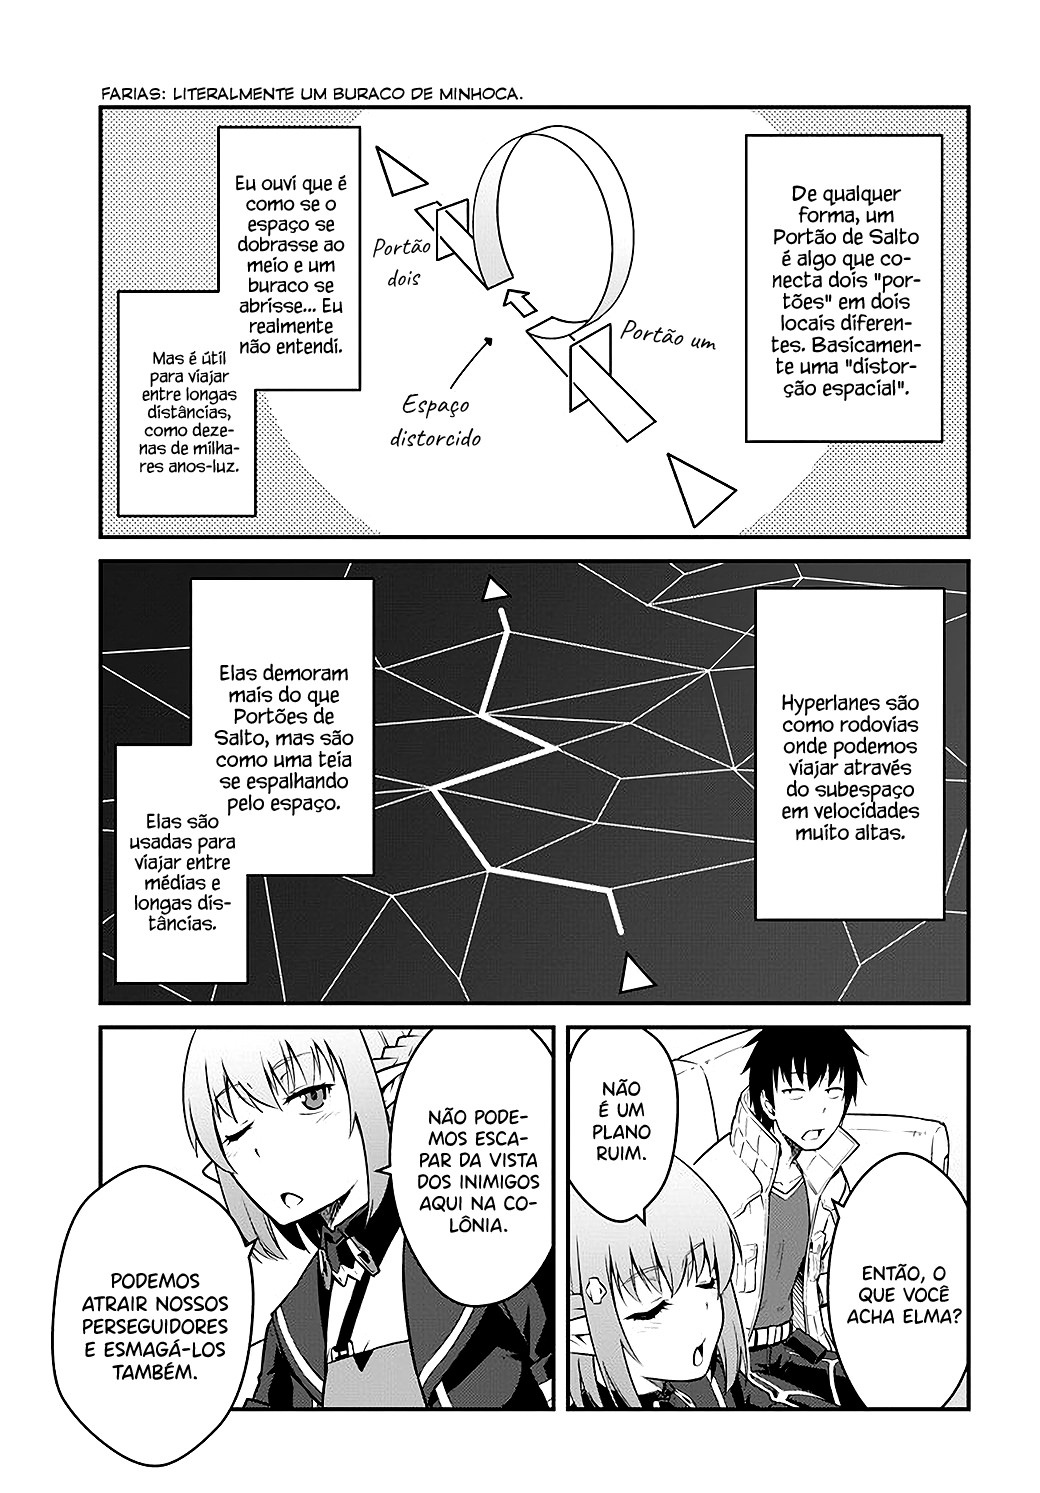 FARIAS: LITERALMENTE UM BURACO DE MINHOCA.
De qualquer
forma, um
Portão de Salto
é algo que co-
necta dois "por-
tões" em dois
locais diferen-
tes. Basicamen-
te uma "distor-
ção espacial".
Portão um
Portão
dois
Espaço
distorcido
Eu ouvi que é
como se o
espaço se
dobrasse ao
meio e um
buraco se
abrisse... Eu
realmente
não entendi.
Mas é útil
para viajar
entre longas
distâncias,
como deze-
nas de milha-
res anos-luz.
Hyperlanes são
como rodovias
onde podemos
viajar através
do subespaço
em velocidades
muito altas.
Elas demoram
mais do que
Portões de
Salto, mas são
como uma teia
se espalhando
pelo espaço.
Elas são
usadas para
viajar entre
médias e
longas dis-
tâncias.
ENTÃO, O
QUE VOCÊ
ACHA ELMA?
NÃO
É UM
PLANO
RUIM.
NÃO PODE-
MOS ESCA-
PAR DA VISTA
DOS INIMIGOS
AQUI NA CO-
LÔNIA.
PODEMOS
ATRAIR NOSSOS
PERSEGUIDORES
E ESMAGÁ-LOS
TAMBÉM.